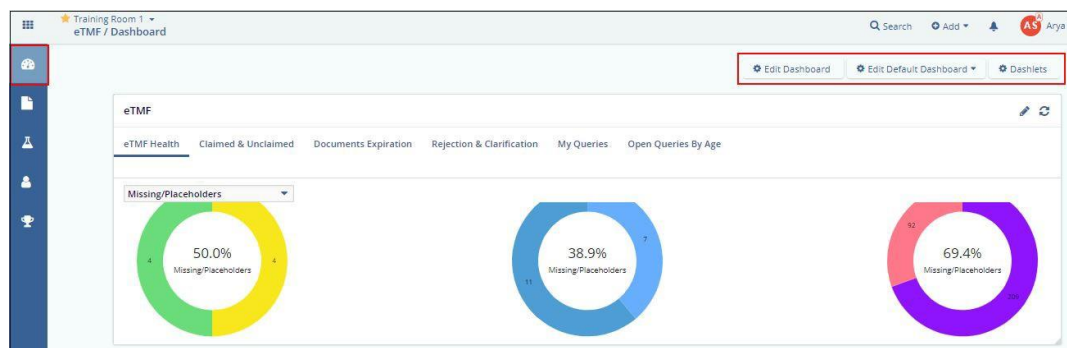 Training Room 1
eTMF / Dashboard
Search
Add
A
AS
Arya
Edit Dashboard
Edit Default Dashboard
Dashlets
eTMF
eTMF Health
Claimed & Unclaimed
Documents Expiration
Rejection & Clarification
My Queries
Open Queries By Age
Missing/Placeholders
4
50.0%
Missing/Placeholders
4
7
38.9%
Missing/Placeholders
11
92
69.4%
Missing/Placeholders